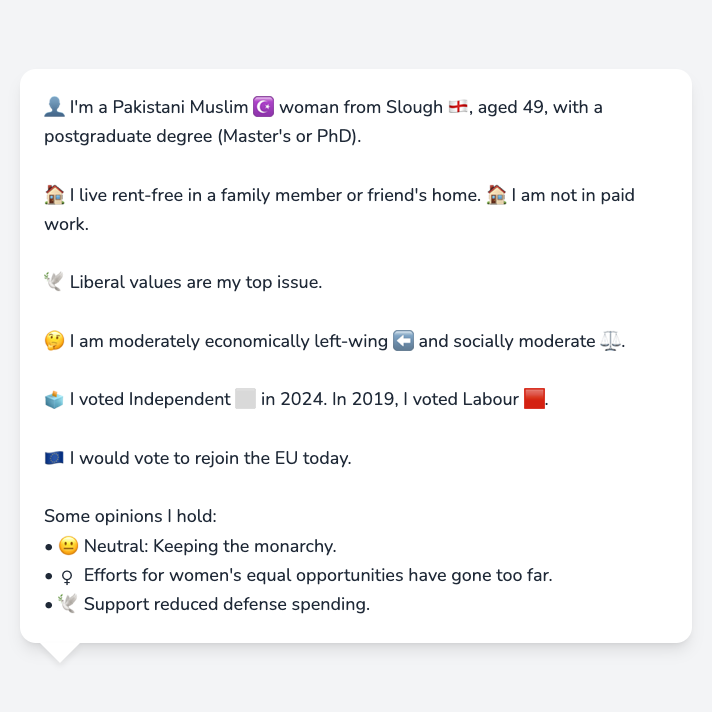 👤 I'm a Pakistani Muslim ☪️ woman from Slough 🏴󠁧󠁢󠁥󠁮󠁧󠁿, aged 49, with a
postgraduate degree (Master's or PhD).
🏠 I live rent-free in a family member or friend's home. 🏠 I am not in paid
work.
🕊️ Liberal values are my top issue.
🤔 I am moderately economically left-wing ⬅️ and socially moderate ⚖️.
🗳️ I voted Independent ⬜ in 2024. In 2019, I voted Labour 🟥.
🇪🇺 I would vote to rejoin the EU today.
Some opinions I hold:
• 😐 Neutral: Keeping the monarchy.
• ♀ Efforts for women's equal opportunities have gone too far.
• 🕊️ Support reduced defense spending.